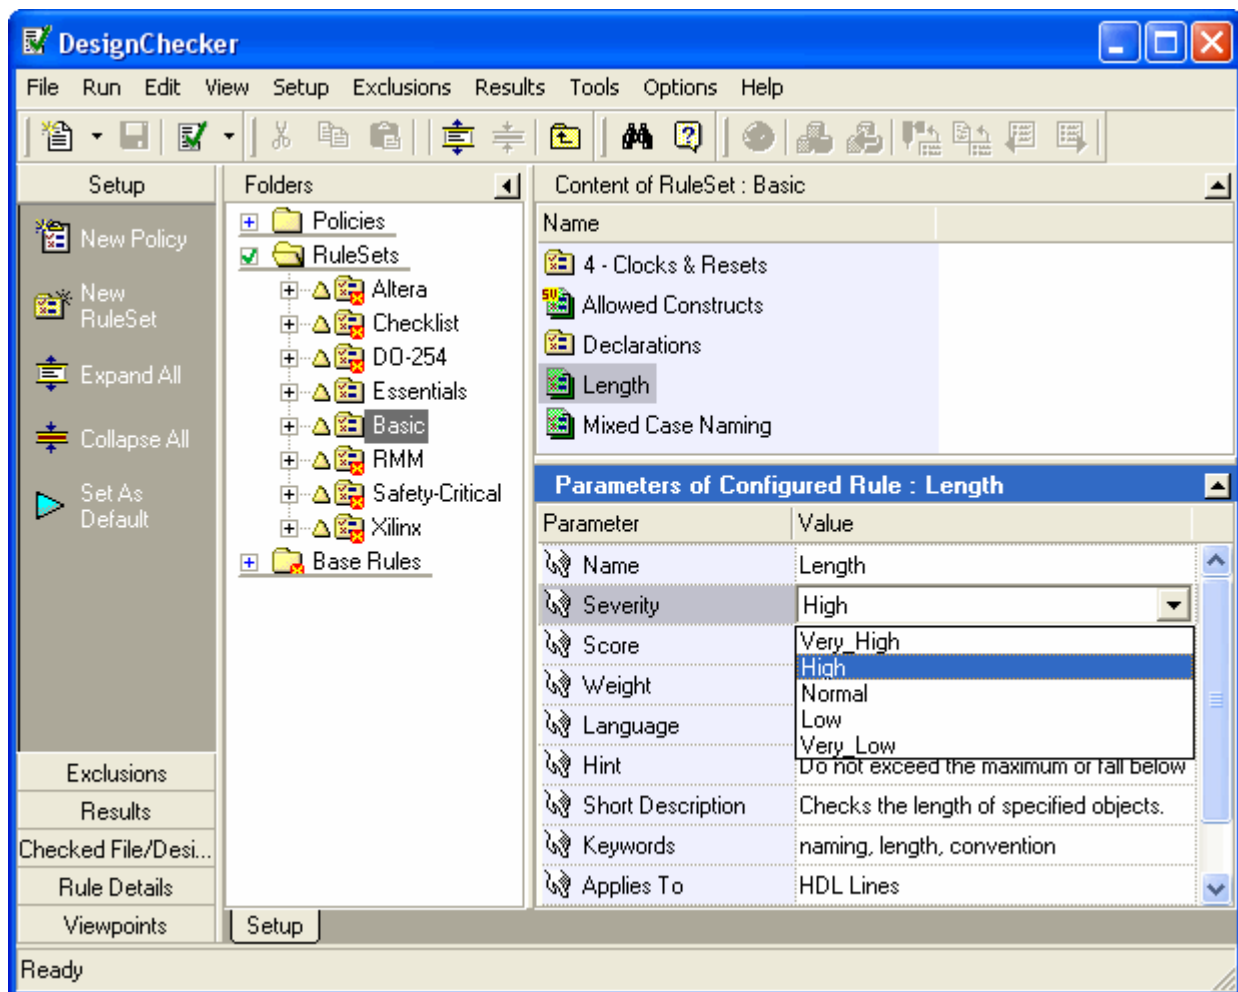 DesignChecker
File Run Edit View Setup Exclusions Results Tools Options Help
Setup
New Policy
New
RuleSet
Expand All
Collapse All
Set As
Default
Exclusions
Results
Checked File/Desi...
Rule Details
Viewpoints
Folders
Policies
RuleSets
Altera
Checklist
DO-254
Essentials
Basic
RMM
Safety-Critical
Xilinx
Base Rules
Setup
Content of RuleSet : Basic
Name
4 - Clocks & Resets
SV Allowed Constructs
Declarations
Length
Mixed Case Naming
Parameters of Configured Rule : Length
Parameter Value
Name Length
Severity High
Score Very_High
High
Weight Normal
Language Low
Very_Low
Hint Do not exceed the maximum or fall below
Short Description Checks the length of specified objects.
Keywords naming, length, convention
Applies To HDL Lines
Ready